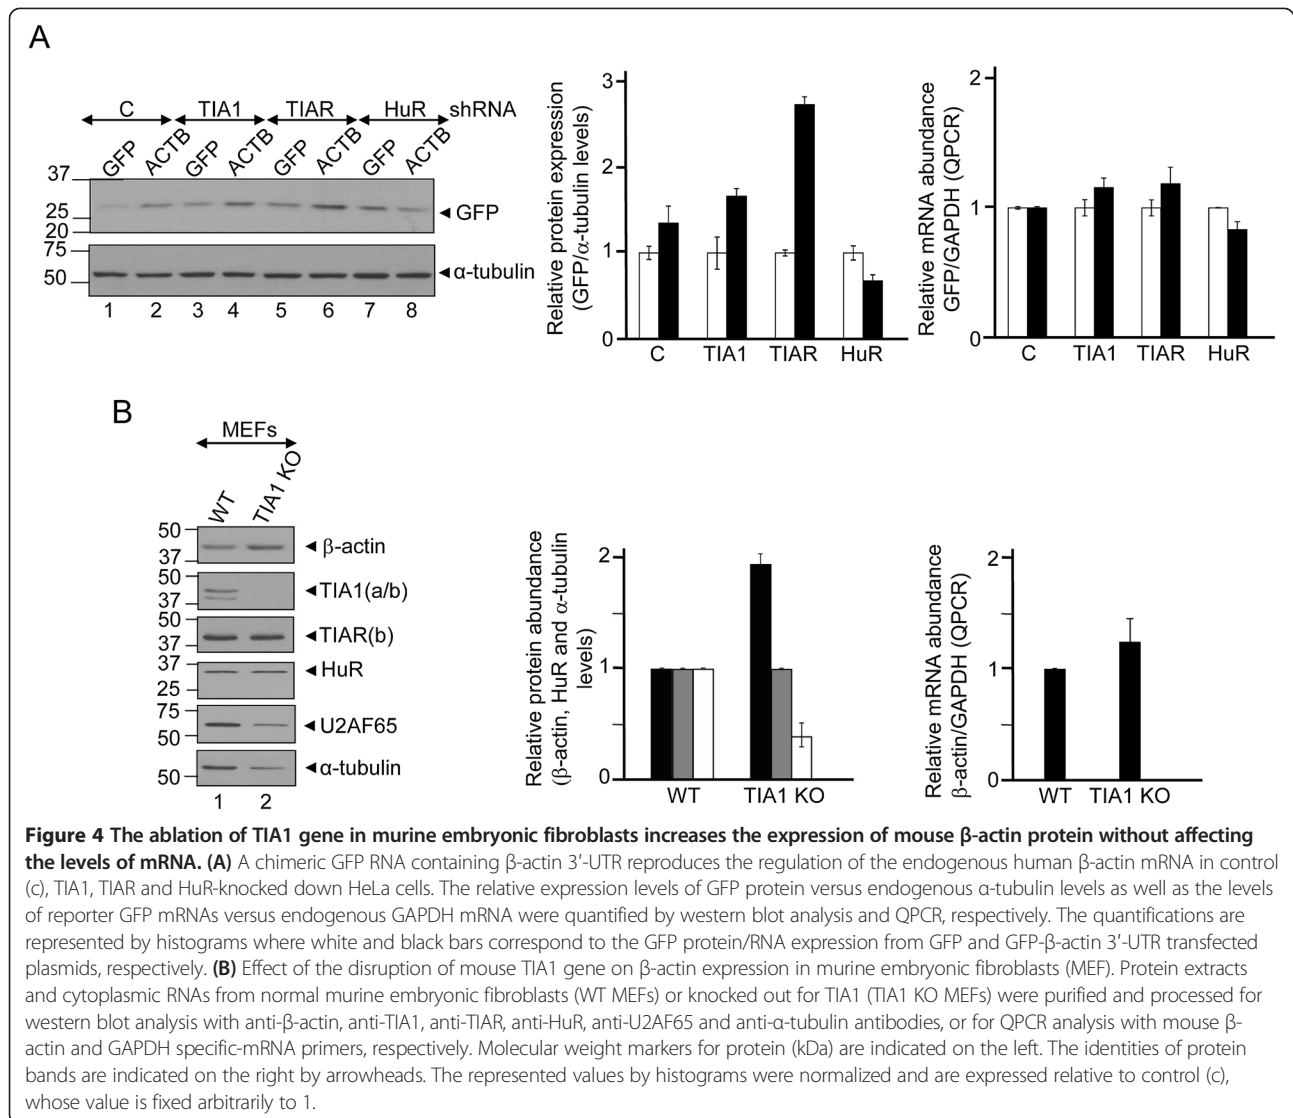 A
C TIA1 TIAR HuR shRNA
GFP ACTB GFP ACTB GFP ACTB GFP ACTB
37
25
20
GFP
75
50
α-tubulin
1 2 3 4 5 6 7 8
Relative protein expression
(GFP/α-tubulin levels)
3
2
1
0
C TIA1 TIAR HuR
Relative mRNA abundance
GFP/GAPDH (QPCR)
2
1
0
C TIA1 TIAR HuR
B
MEFs
WT TIA1 KO
50
37
β-actin
50
37
TIA1(a/b)
50
37
TIAR(b)
37
25
HuR
75
50
U2AF65
50
α-tubulin
1 2
Relative protein abundance
(β-actin, HuR and α-tubulin
levels)
2
1
0
WT TIA1 KO
Relative mRNA abundance
β-actin/GAPDH (QPCR)
2
1
0
WT TIA1 KO
Figure 4 The ablation of TIA1 gene in murine embryonic fibroblasts increases the expression of mouse β-actin protein without affecting
the levels of mRNA. (A) A chimeric GFP RNA containing β-actin 3′-UTR reproduces the regulation of the endogenous human β-actin mRNA in control
(c), TIA1, TIAR and HuR-knocked down HeLa cells. The relative expression levels of GFP protein versus endogenous α-tubulin levels as well as the levels
of reporter GFP mRNAs versus endogenous GAPDH mRNA were quantified by western blot analysis and QPCR, respectively. The quantifications are
represented by histograms where white and black bars correspond to the GFP protein/RNA expression from GFP and GFP-β-actin 3′-UTR transfected
plasmids, respectively. (B) Effect of the disruption of mouse TIA1 gene on β-actin expression in murine embryonic fibroblasts (MEF). Protein extracts
and cytoplasmic RNAs from normal murine embryonic fibroblasts (WT MEFs) or knocked out for TIA1 (TIA1 KO MEFs) were purified and processed for
western blot analysis with anti-β-actin, anti-TIA1, anti-TIAR, anti-HuR, anti-U2AF65 and anti-α-tubulin antibodies, or for QPCR analysis with mouse β-
actin and GAPDH specific-mRNA primers, respectively. Molecular weight markers for protein (kDa) are indicated on the left. The identities of protein
bands are indicated on the right by arrowheads. The represented values by histograms were normalized and are expressed relative to control (c),
whose value is fixed arbitrarily to 1.